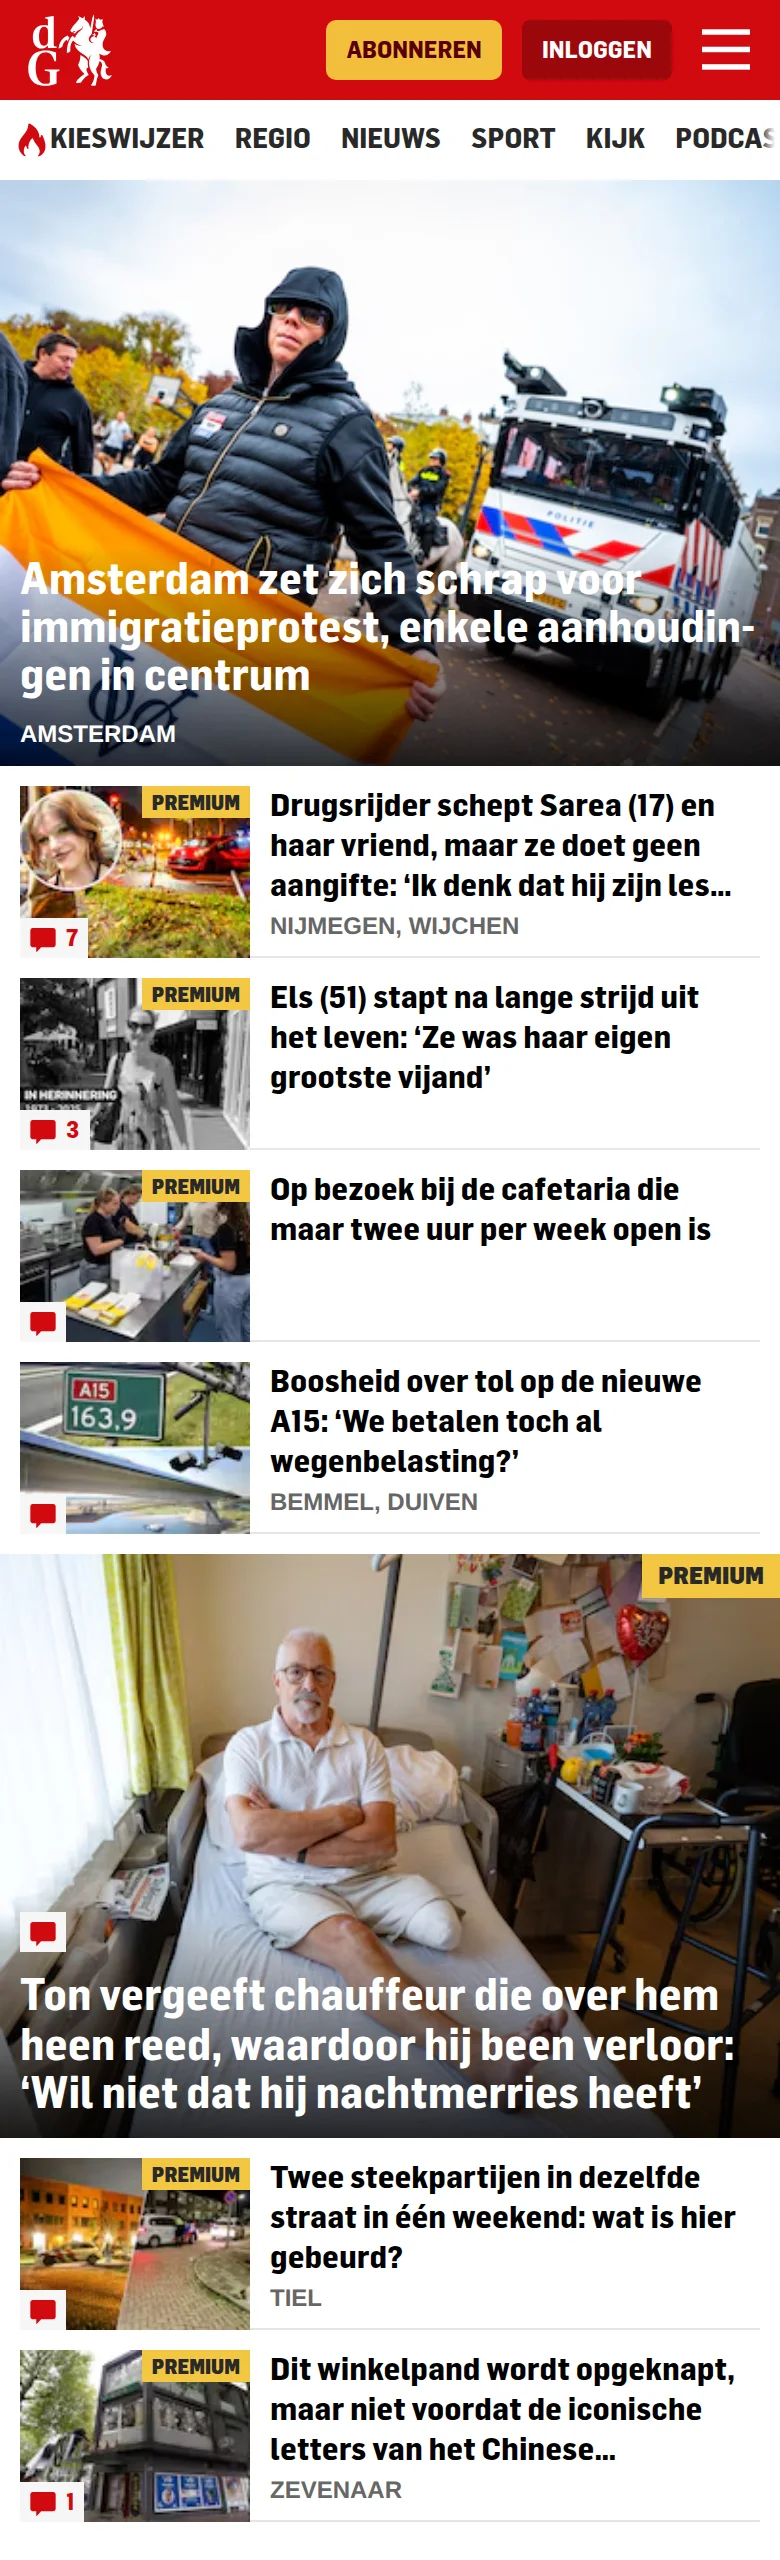 dG
ABONNEREN
INLOGGEN
KIESWIJZER REGIO NIEUWS SPORT KIJK PODCAS
POLITIE
Amsterdam zet zich schrap voor
immigratieprotest, enkele aanhoudin-
gen in centrum
AMSTERDAM
PREMIUM
7
Drugsrijder schept Sarea (17) en
haar vriend, maar ze doet geen
aangifte: ‘Ik denk dat hij zijn les...
NIJMEGEN, WIJCHEN
PREMIUM
IN HERINNERING
3
Els (51) stapt na lange strijd uit
het leven: ‘Ze was haar eigen
grootste vijand’
PREMIUM
Op bezoek bij de cafetaria die
maar twee uur per week open is
A15
163,9
Boosheid over tol op de nieuwe
A15: ‘We betalen toch al
wegenbelasting?’
BEMMEL, DUIVEN
PREMIUM
Ton vergeeft chauffeur die over hem
heen reed, waardoor hij been verloor:
‘Wil niet dat hij nachtmerries heeft’
PREMIUM
Twee steekpartijen in dezelfde
straat in één weekend: wat is hier
gebeurd?
TIEL
PREMIUM
1
Dit winkelpand wordt opgeknapt,
maar niet voordat de iconische
letters van het Chinese...
ZEVENAAR